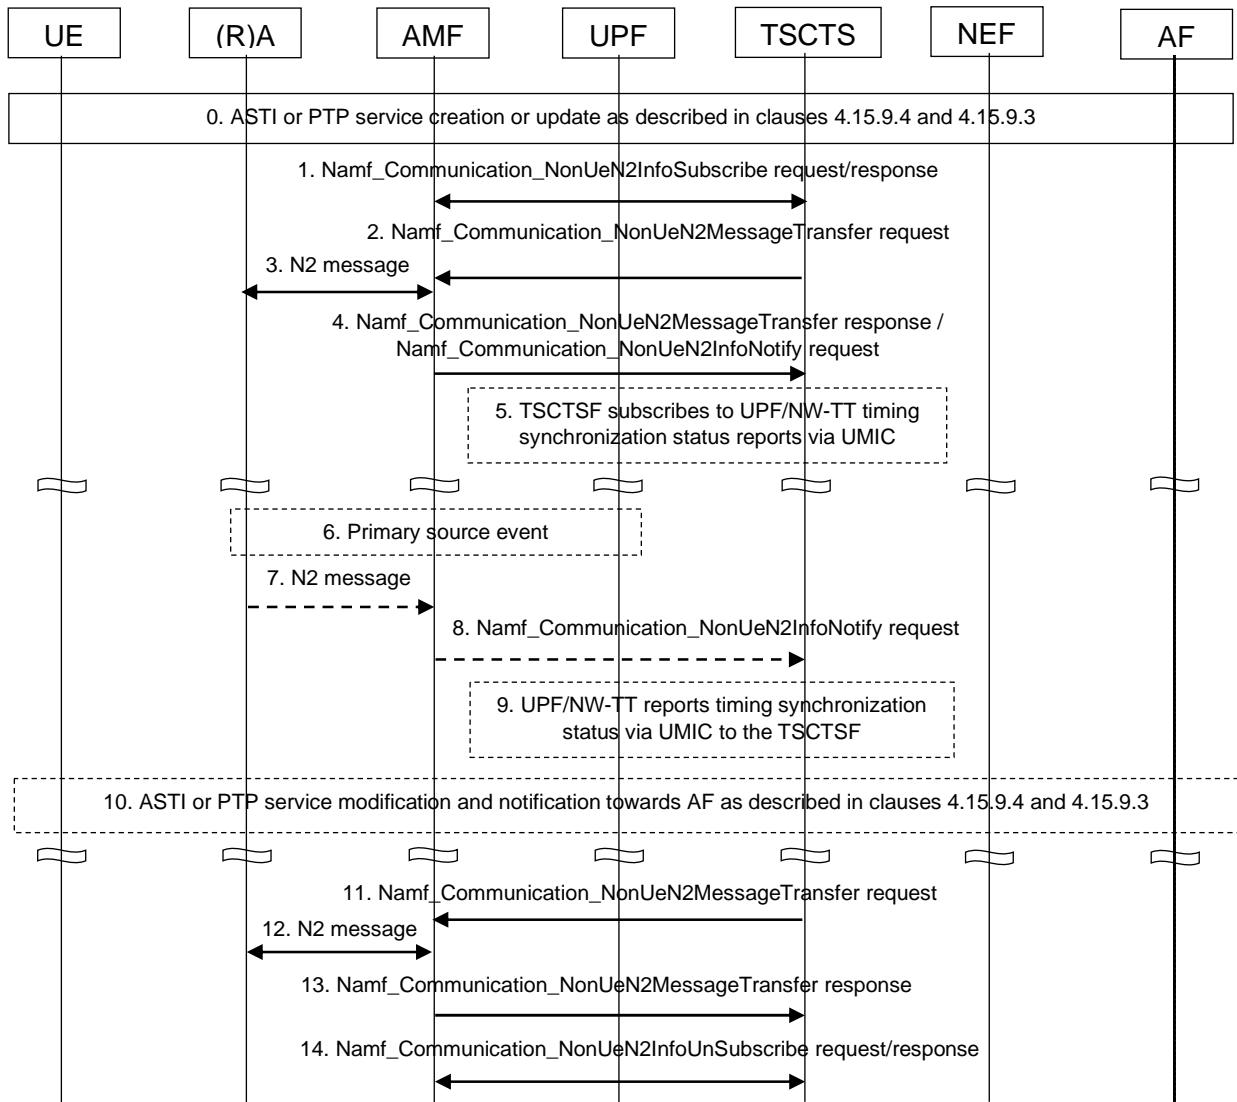 UE
(R)A
AMF
UPF
TSCTS
NEF
AF
0. ASTI or PTP service creation or update as described in clauses 4.15.9.4 and 4.15.9.3
1. Namf_Communication_NonUeN2InfoSubscribe request/response
2. Namf_Communication_NonUeN2MessageTransfer request
3. N2 message
4. Namf_Communication_NonUeN2MessageTransfer response /
Namf_Communication_NonUeN2InfoNotify request
5. TSCTSF subscribes to UPF/NW-TT timing
synchronization status reports via UMIC
6. Primary source event
7. N2 message
8. Namf_Communication_NonUeN2InfoNotify request
9. UPF/NW-TT reports timing synchronization
status via UMIC to the TSCTSF
10. ASTI or PTP service modification and notification towards AF as described in clauses 4.15.9.4 and 4.15.9.3
11. Namf_Communication_NonUeN2MessageTransfer request
12. N2 message
13. Namf_Communication_NonUeN2MessageTransfer response
14. Namf_Communication_NonUeN2InfoUnSubscribe request/response